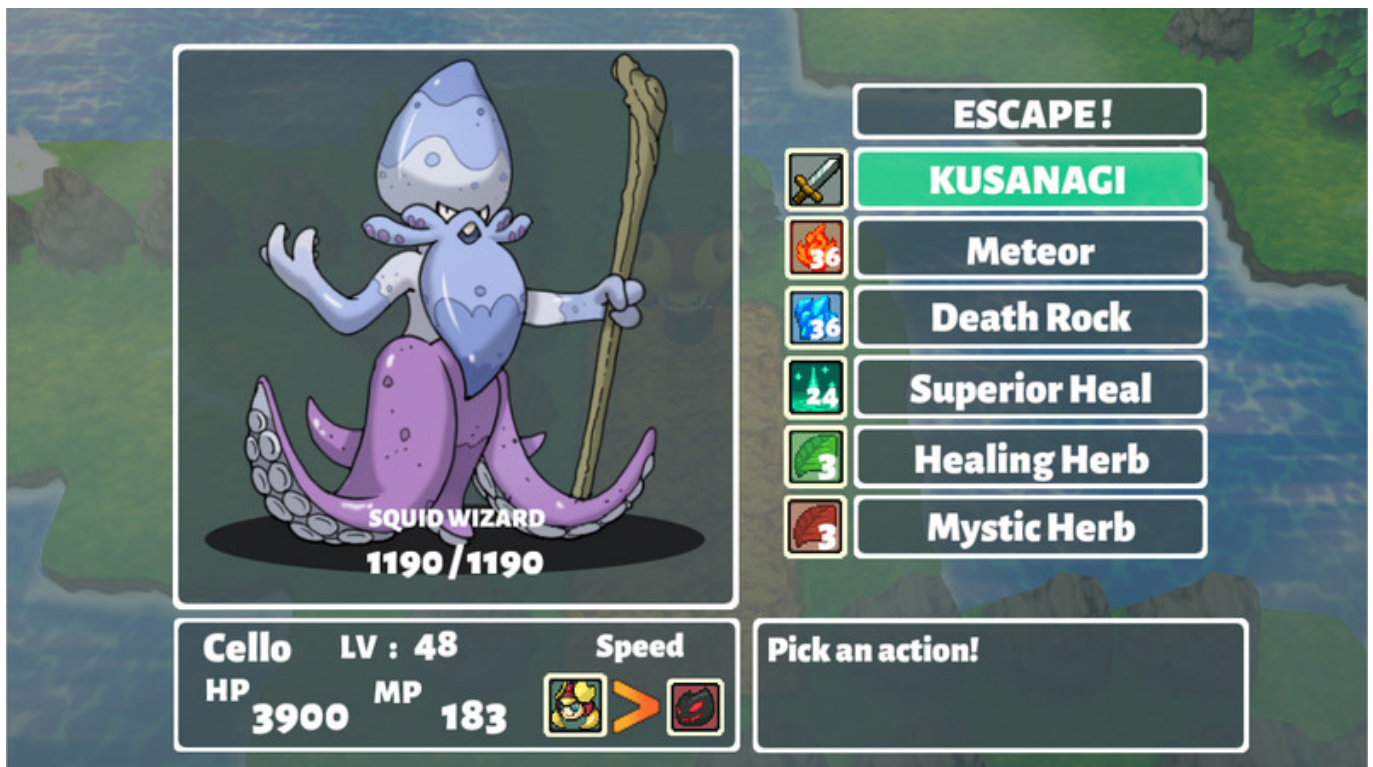 ESCAPE!
KUSANAGI
36 Meteor
36 Death Rock
24 Superior Heal
3 Healing Herb
3 Mystic Herb
SQUID WIZARD
1190/1190
Cello LV : 48 Speed
HP 3900 MP 183 >
Pick an action!